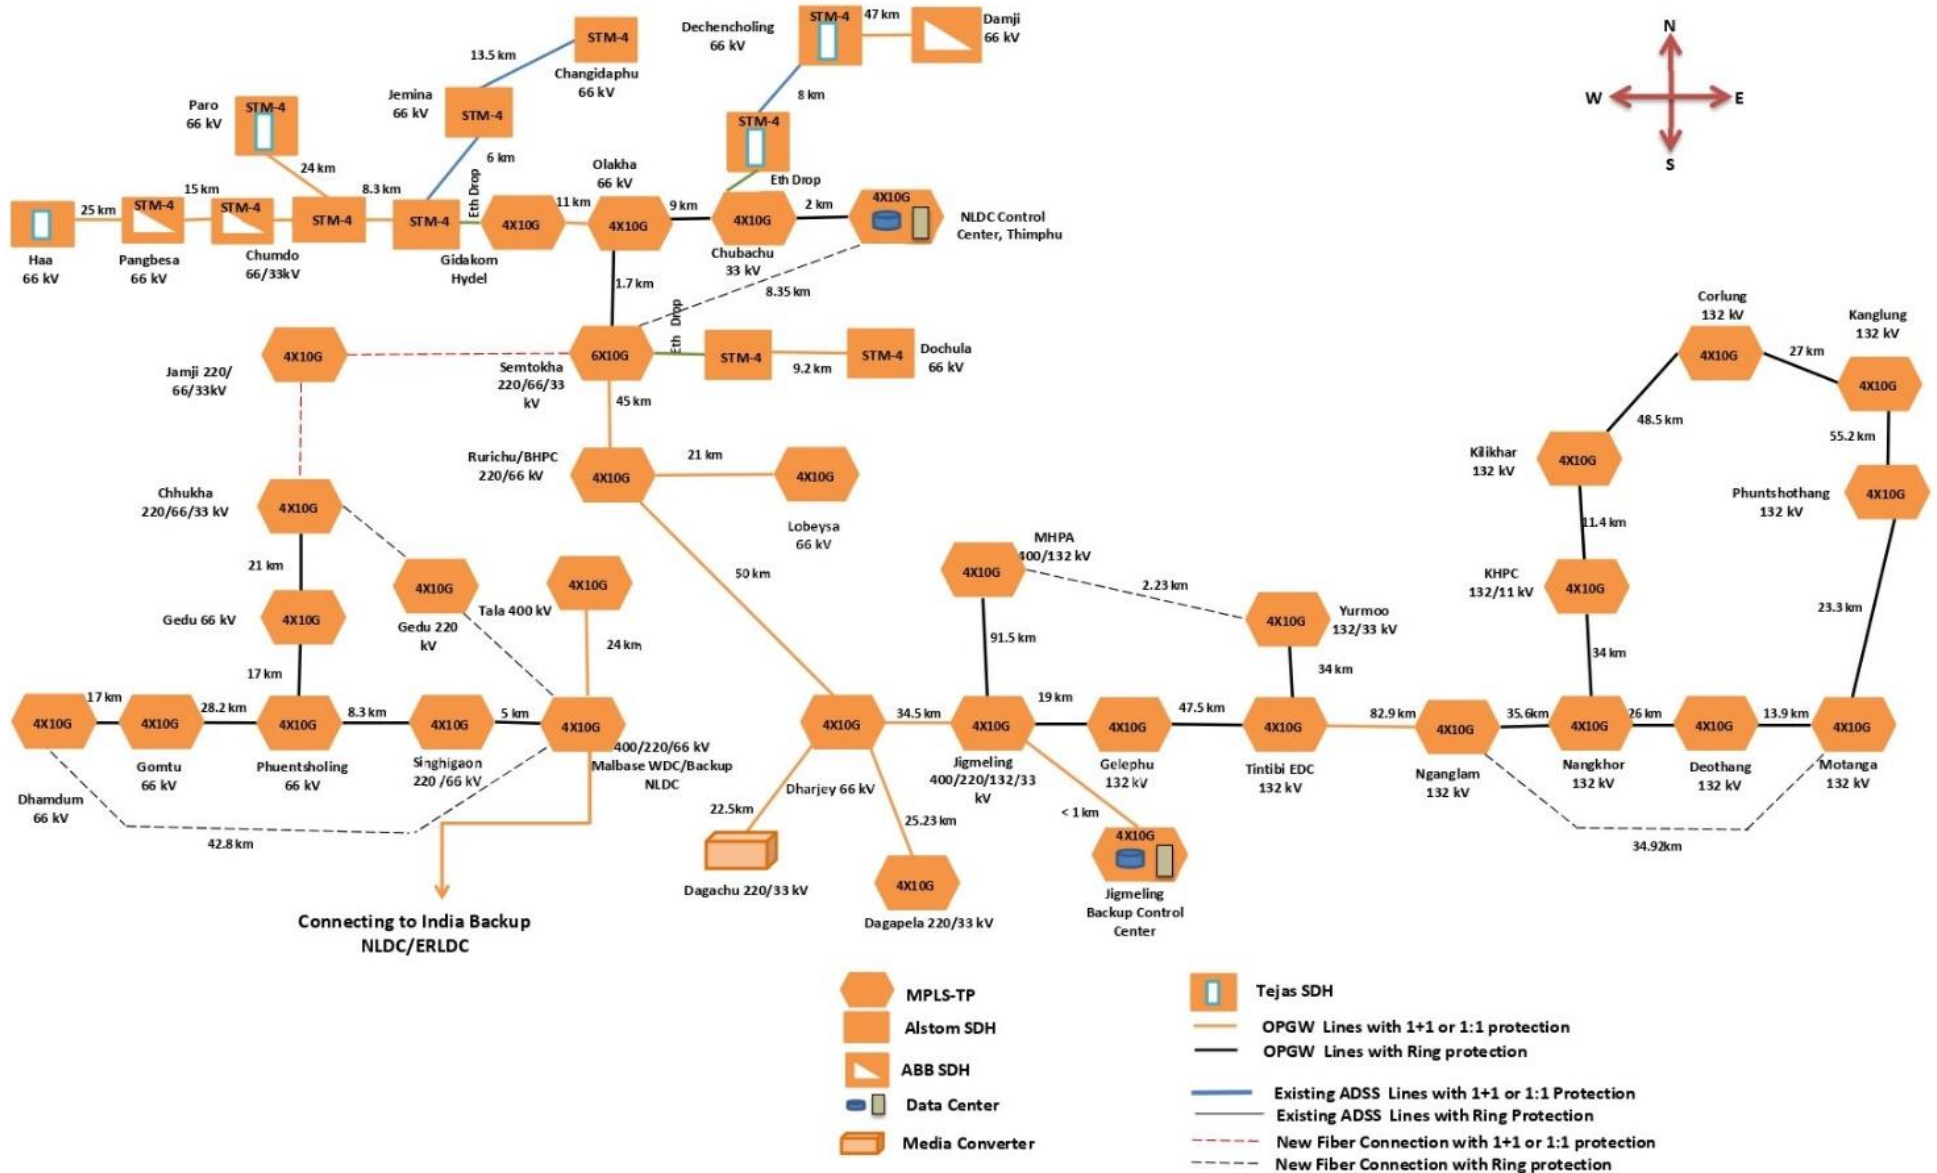 Dechencholing
66 kV
STM-4
47 km
Damji
66 kV
N
W
E
S
13.5 km
STM-4
Changidaphu
66 kV
Jemina
66 kV
STM-4
Paro
66 kV
STM-4
8 km
STM-4
24 km
6 km
Olakha
66 kV
Eth Drop
15 km
8.3 km
Eth Drop
25 km
STM-4
STM-4
STM-4
STM-4
4X10G
11 km
4X10G
9 km
4X10G
2 km
4X10G
NLDC Control
Center, Thimphu
Haa
66 kV
Pangbesa
66 kV
Chumdo
66/33kV
Gidakom
Hydel
Chubachu
33 kV
1.7 km
8.35km
Eth Drop
Jamji 220/
66/33kV
4X10G
6X10G
Semtokha
220/66/33
kV
STM-4
9.2 km
STM-4
Dochula
66 kV
Corlung
132 kV
4X10G
27 km
Kanglung
132 kV
4X10G
45 km
48.5 km
55.2 km
Rurichu/BHPC
220/66 kV
4X10G
21 km
4X10G
Lobeysa
66 kV
Kilikhar
132 kV
4X10G
Phuntshothang
132 kV
4X10G
Chhukha
220/66/33 kV
4X10G
11.4 km
21 km
50 km
MHPA
400/132 kV
4X10G
2.23 km
KHPC
132/11 kV
4X10G
4X10G
Gedu 220
kV
Tala 400 kV
4X10G
Gedu 66 kV
4X10G
4X10G
Yurmoo
132/33 kV
23.3 km
24 km
91.5 km
34 km
34 km
17 km
17 km
28.2 km
8.3 km
5 km
34.5 km
19 km
47.5 km
82.9 km
35.6km
26 km
13.9 km
4X10G
4X10G
4X10G
4X10G
4X10G
4X10G
4X10G
4X10G
4X10G
4X10G
4X10G
4X10G
4X10G
Dhamdum
66 kV
Gomtu
66 kV
Phuentsholing
66 kV
Singhigaon
220 /66 kV
400/220/66 kV
Malbase WDC/Backup
NLDC
Dharjey 66 kV
Jigmeling
400/220/132/33
kV
Gelephu
132 kV
Tintibi EDC
132 kV
Nganglam
132 kV
Nangkhor
132 kV
Deothang
132 kV
Motanga
132 kV
42.8 km
22.5km
25.23 km
< 1 km
34.92km
Dagachu 220/33 kV
4X10G
Dagapela 220/33 kV
4X10G
Jigmeling
Backup Control
Center
Connecting to India Backup
NLDC/ERLDC
MPLS-TP
Alstom SDH
ABB SDH
Data Center
Media Converter
Tejas SDH
OPGW Lines with 1+1 or 1:1 protection
OPGW Lines with Ring protection
Existing ADSS Lines with 1+1 or 1:1 Protection
Existing ADSS Lines with Ring Protection
New Fiber Connection with 1+1 or 1:1 protection
New Fiber Connection with Ring protection